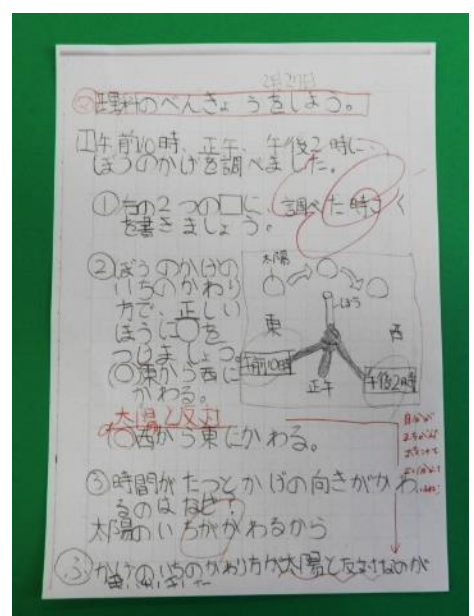 2月27日
理科のべんきょうをしよう。
1 午前10時、正午、午後2時に、
ぼうのかげを調べました。
①右の2つの□に、調べた時こく
を書きましょう。
②ぼうのかげの
いちのかわり
方で、正しい
ほうに○を
つけましょう。
○東から西に
かわる。
太陽と反対
○西から東にかわる。
太陽
ぼう
東
西
午前10時
正午
午後2時
③時間がたつとかげの向きがかわ
るのはなぜ?
太陽のいちがかわるから
③かげのいちのかわり方が太陽と反対なのが